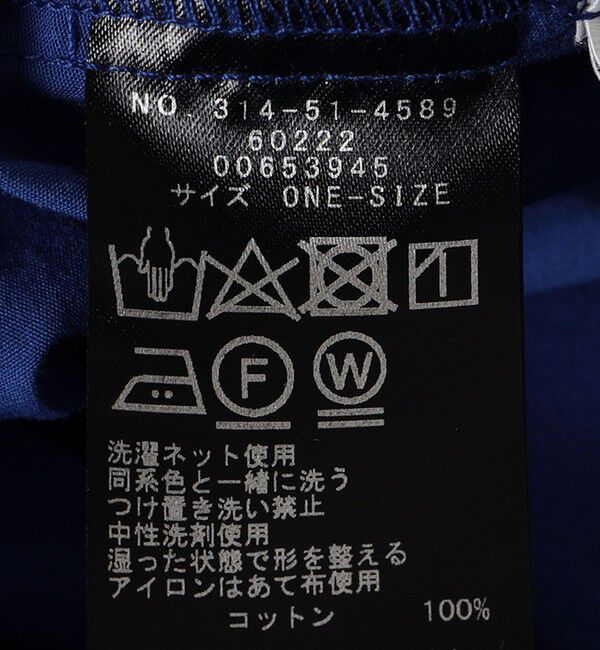 NO. 314-51-4589
60222
00653945
サイズ ONE-SIZE
F W
洗濯ネット使用
同系色と一緒に洗う
つけ置き洗い禁止
中性洗剤使用
湿った状態で形を整える
アイロンはあて布使用
コットン 100%